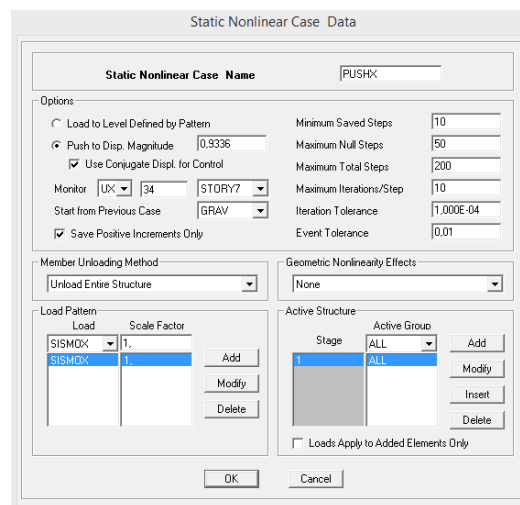 Static Nonlinear Case Data
Static Nonlinear Case Name PUSHX
Options
Load to Level Defined by Pattern
Push to Disp. Magnitude 0,9336
Use Conjugate Displ. for Control
Monitor UX 34 STORY7
Start from Previous Case GRAV
Save Positive Increments Only
Minimum Saved Steps 10
Maximum Null Steps 50
Maximum Total Steps 200
Maximum Iterations/Step 10
Iteration Tolerance 1,000E-04
Event Tolerance 0,01
Member Unloading Method
Unload Entire Structure
Geometric Nonlinearity Effects
None
Load Pattern
Load Scale Factor
SISMOX 1,
SISMOX 1,
Add
Modify
Delete
Active Structure
Active Group
Stage ALL
1 ALL
Add
Modify
Insert
Delete
Loads Apply to Added Elements Only
OK Cancel